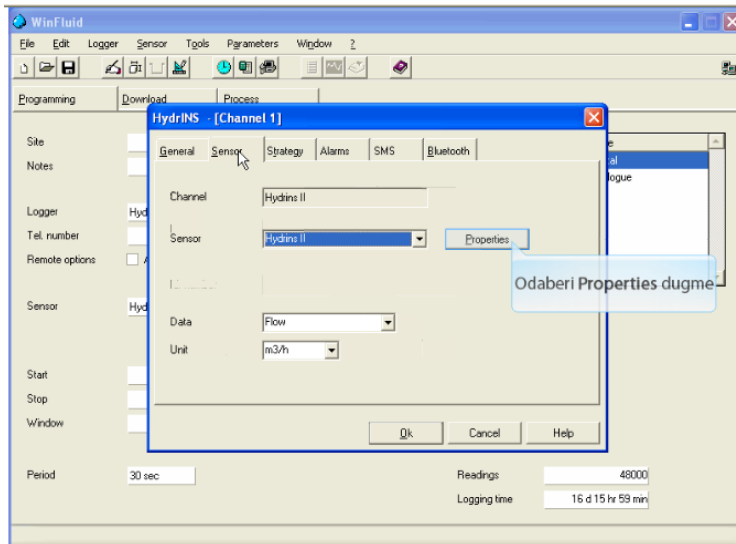 WinFluid
File Edit Logger Sensor Tools Parameters Window ?
Programming Download Process
HydrINS - [Channel 1]
General Sensor Strategy Alarms SMS Bluetooth
Site
Notes
Channel Hydrins II
Logger Hyd
Sensor Hydrins II Properties
Tel. number
Remote options
Odaberi Properties dugme
Sensor Hyd
Data Flow
Unit m3/h
Start
Stop
Window
Ok Cancel Help
Period 30 sec Readings 48000
Logging time 16 d 15 hr 59 min